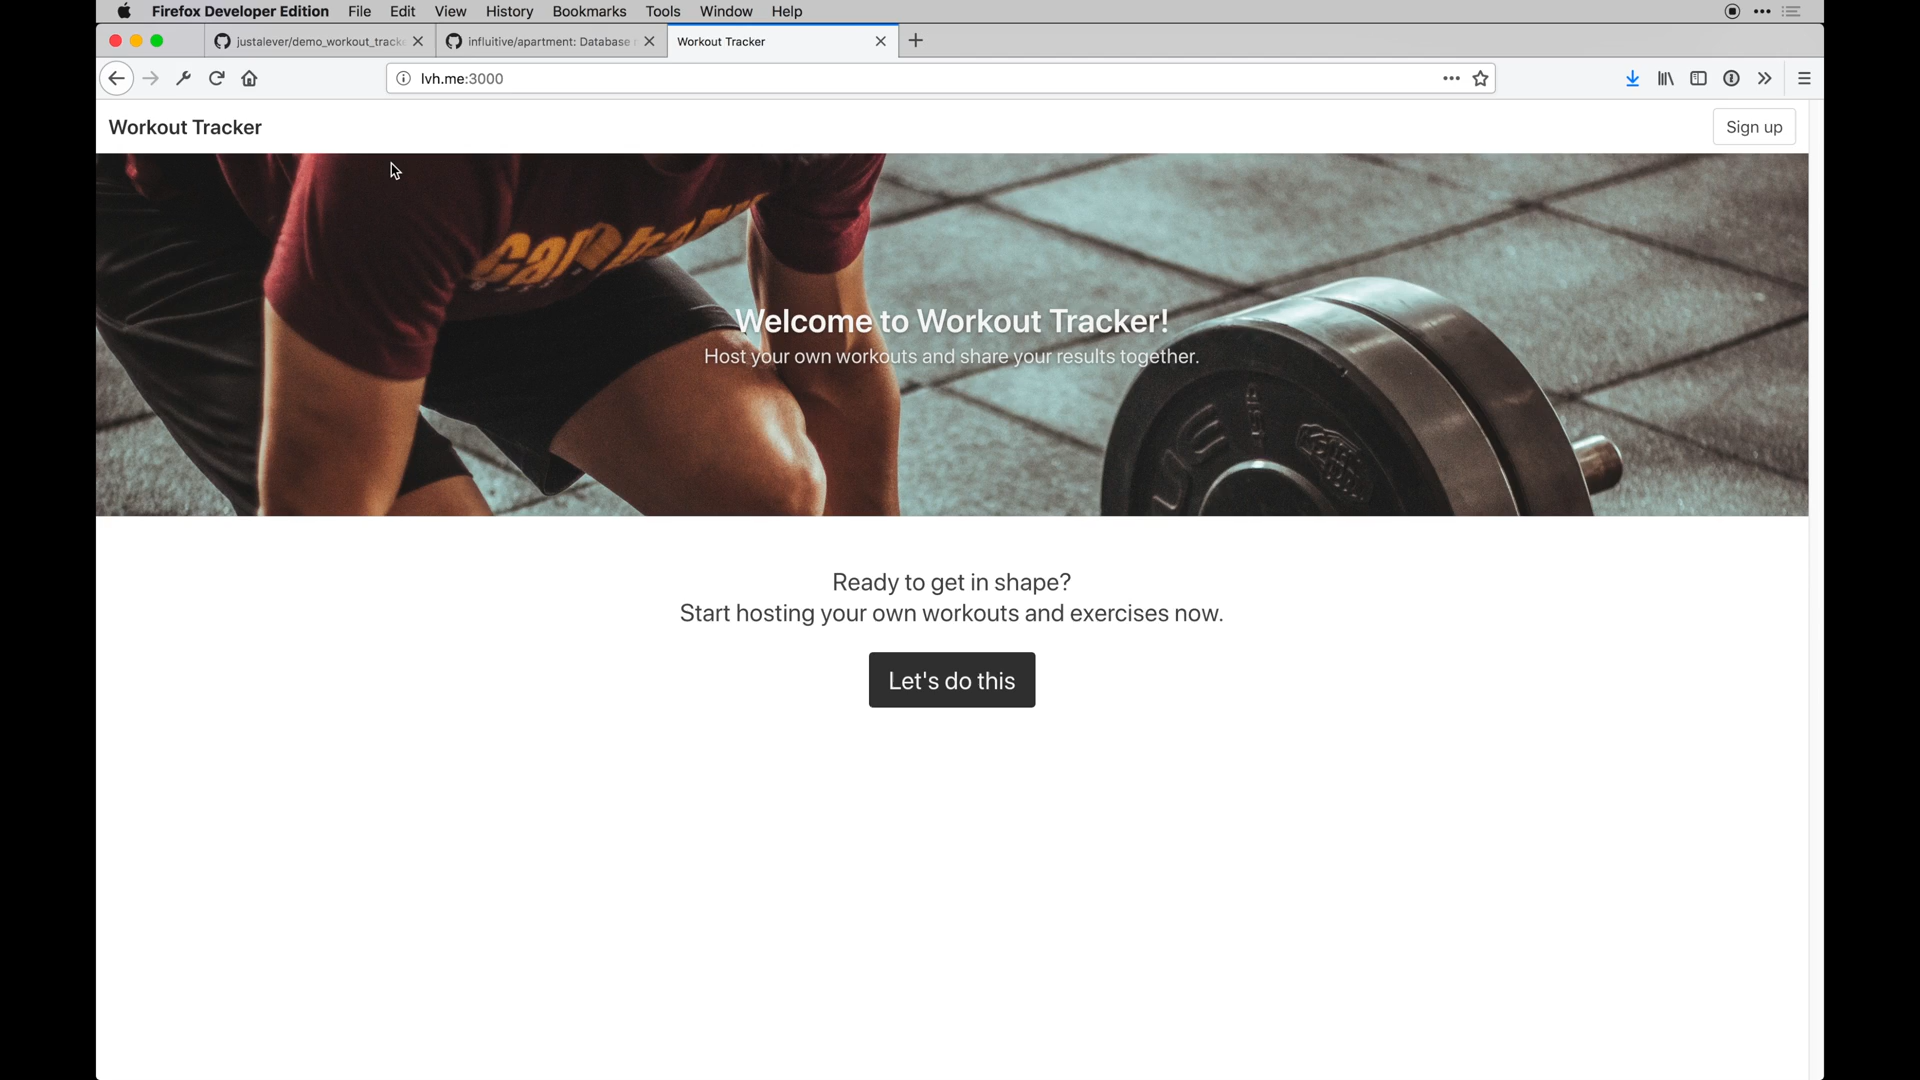 Firefox Developer Edition File Edit View History Bookmarks Tools Window Help
justalever/demo_workout_track
influitive/apartment: Database
Workout Tracker
lvh.me:3000
Workout Tracker
Sign up
Welcome to Workout Tracker!
Host your own workouts and share your results together.
Ready to get in shape?
Start hosting your own workouts and exercises now.
Let's do this